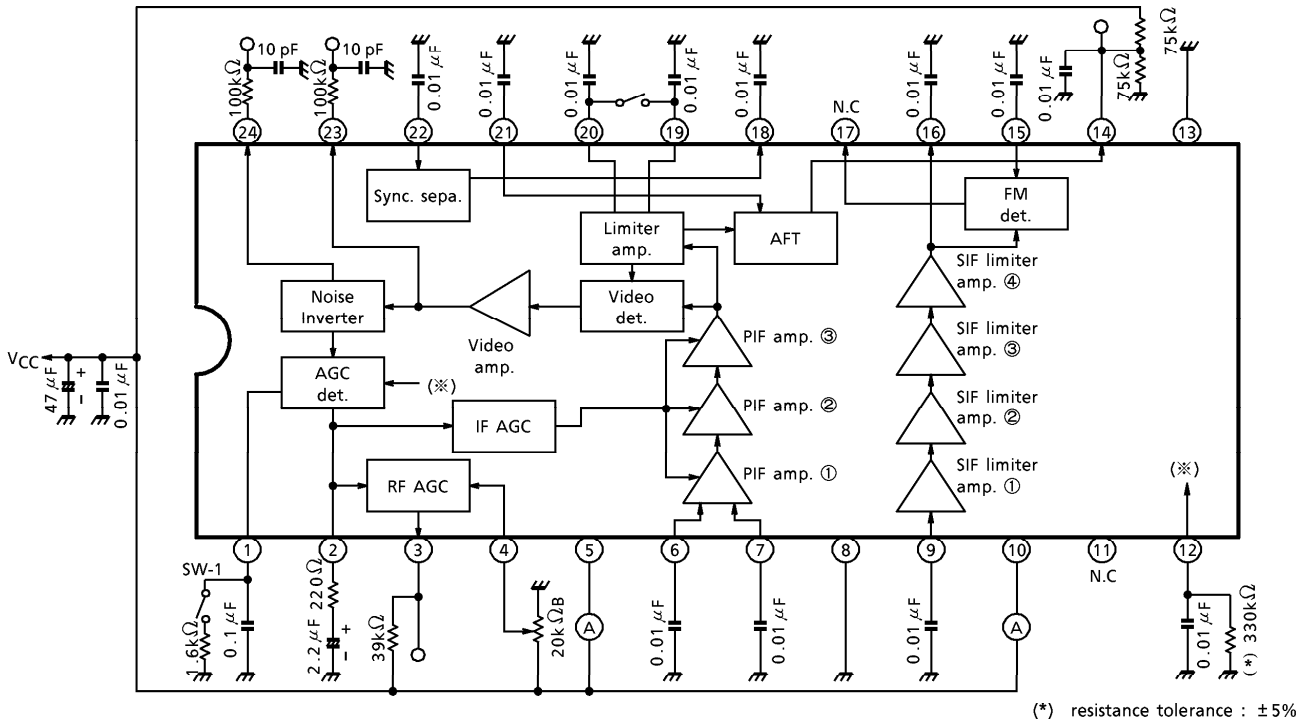 75kΩ
10 pF
10 pF
100kΩ
100kΩ
0.01 μF
0.01 μF
0.01 μF
0.01 μF
0.01 μF
0.01 μF
0.01 μF
0.01 μF
75kΩ
N.C
24
23
22
21
20
19
18
17
16
15
14
13
Sync. sepa.
Limiter
amp.
AFT
FM
det.
Noise
Inverter
Video
amp.
Video
det.
SIF limiter
amp. ④
PIF amp. ③
SIF limiter
amp. ③
VCC
47 μF
+
-
0.01 μF
AGC
det.
(※)
IF AGC
PIF amp. ②
SIF limiter
amp. ②
RF AGC
PIF amp. ①
SIF limiter
amp. ①
(※)
1
2
3
4
5
6
7
8
9
10
11
12
N.C
SW-1
1.6kΩ
0.1 μF
220Ω
2.2 μF
+
-
39kΩ
20kΩB
A
0.01 μF
0.01 μF
0.01 μF
A
0.01 μF
(*) 330kΩ
(*) resistance tolerance : ±5%